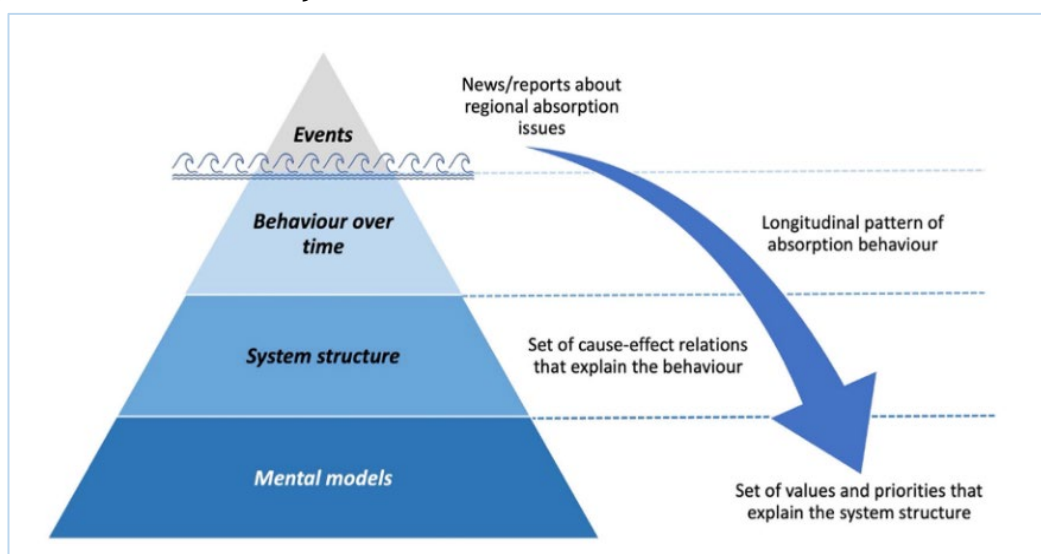 News/reports about
regional absorption
issues
Events
Behaviour over
time
Longitudinal pattern of
absorption behaviour
System structure
Set of cause-effect relations
that explain the behaviour
Mental models
Set of values and priorities that
explain the system structure